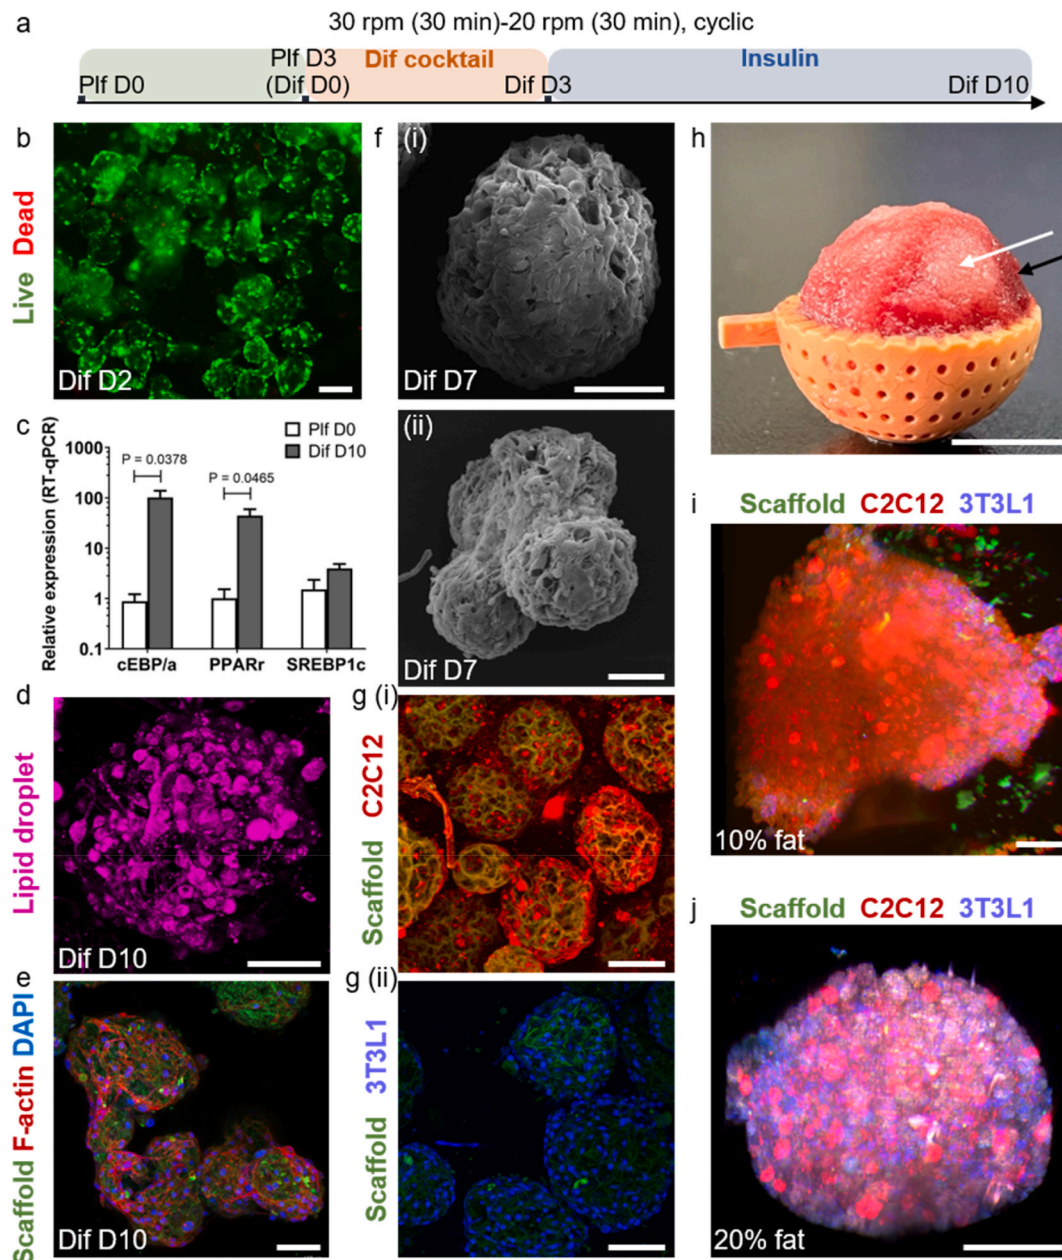 a
30 rpm (30 min)-20 rpm (30 min), cyclic
Plf D0
Plf D3
(Dif D0)
Dif cocktail
Dif D3
Insulin
Dif D10
b
Live Dead
Dif D2
c
Relative expression (RT-qPCR)
1000
100
10
1
0.1
Plf D0
Dif D10
P = 0.0378
P = 0.0465
cEBP/a
PPARr
SREBP1c
d
Lipid droplet
Dif D10
e
Scaffold F-actin DAPI
Dif D10
f
(i)
Dif D7
(ii)
Dif D7
g (i)
Scaffold C2C12
g (ii)
Scaffold 3T3L1
h
i
Scaffold C2C12 3T3L1
10% fat
j
Scaffold C2C12 3T3L1
20% fat